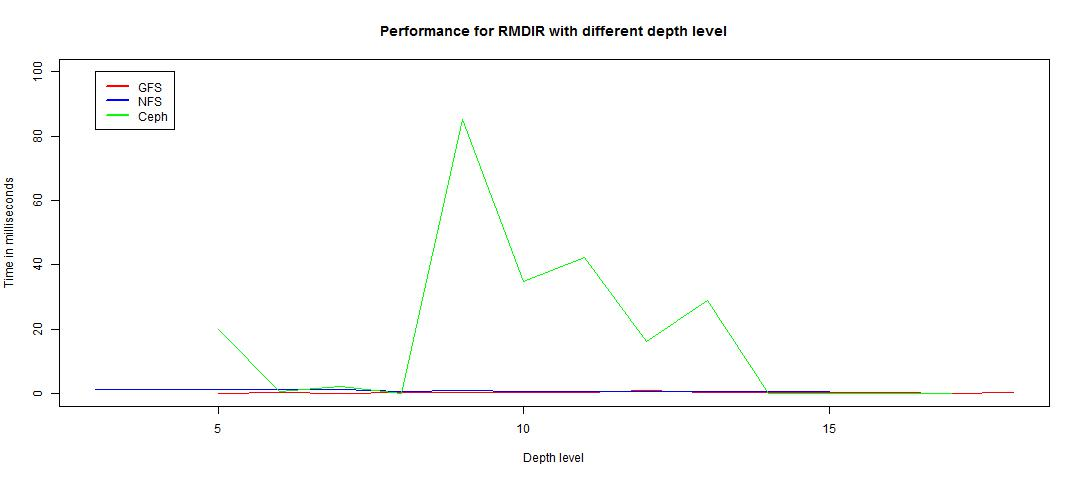 Performance for RMDIR with different depth level
Time in milliseconds
100
80
60
40
20
0
GFS
NFS
Ceph
5
10
15
Depth level